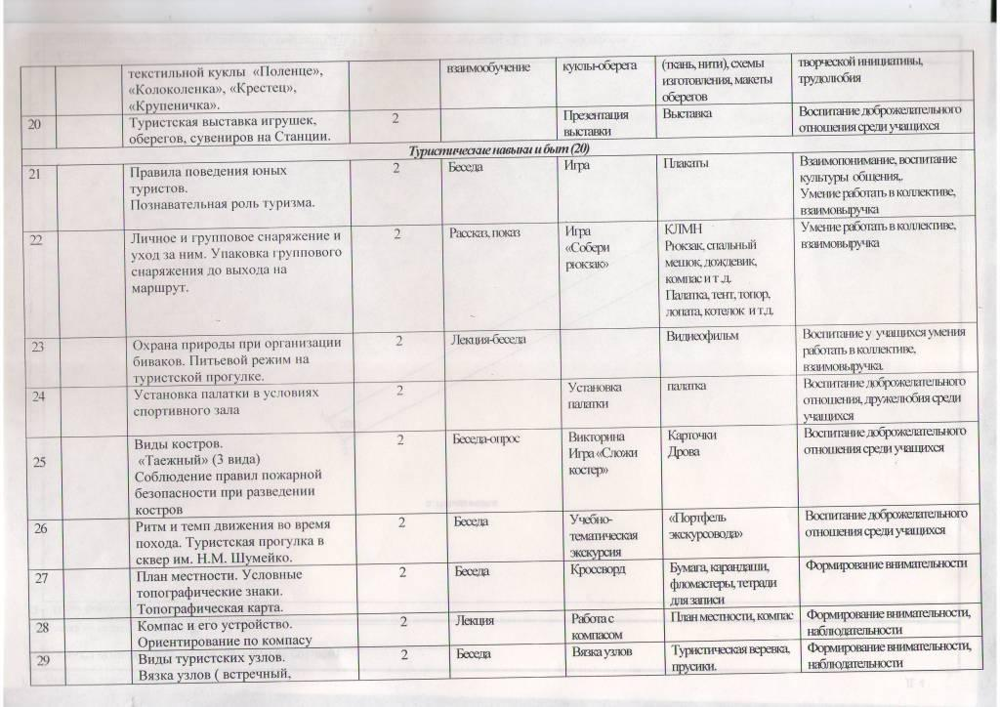 текстильной куклы «Поленце»,
«Колоколенка», «Крестец»,
«Крупеничка».
взаимообучение
куклы-оберега
(ткань, нити), схемы
изготовления, макеты
оберегов
творческой инициативы,
трудолюбия
20
Туристская выставка игрушек,
оберегов, сувениров на Станции.
2
Презентация
выставки
Выставка
Воспитание доброжелательного
отношения среди учащихся
Туристические навыки и быт (20)
21
Правила поведения юных
туристов.
Познавательная роль туризма.
2
Беседа
Игра
Плакаты
Взаимопонимание, воспитание
культуры общения,.
Умение работать в коллективе,
взаимовыручка
22
Личное и групповое снаряжение и
уход за ним. Упаковка группового
снаряжения до выхода на
маршрут.
2
Рассказ, показ
Игра
«Собери
рюкзак»
КЛМН
Рюкзак, спальный
мешок, дождевик,
компас и т .д.
Палатка, тент, топор,
лопата, котелок и т.д.
Умение работать в коллективе,
взаимовыручка
23
Охрана природы при организации
биваков. Питьевой режим на
туристской прогулке.
2
Лекция-беседа
Видиеофильм
Воспитание у учащихся умения
работать в коллективе,
взаимовыручка.
24
Установка палатки в условиях
спортивного зала
2
Установка
палатки
палатка
Воспитание доброжелательного
отношения, дружелюбия среди
учащихся
25
Виды костров.
«Таежный» (3 вида)
Соблюдение правил пожарной
безопасности при разведении
костров
2
Беседа-опрос
Викторина
Игра «Сложи
костер»
Карточки
Дрова
Воспитание доброжелательного
отношения среди учащихся
26
Ритм и темп движения во время
похода. Туристская прогулка в
сквер им. Н.М. Шумейко.
2
Беседа
Учебно-
тематическая
экскурсия
«Портфель
экскурсовода»
Воспитание доброжелательного
отношения среди учащихся
27
План местности. Условные
топографические знаки.
Топографическая карта.
2
Беседа
Кроссворд
Бумага, карандаши,
фломастеры, тетради
для записи
Формирование внимательности
28
Компас и его устройство.
Ориентирование по компасу
2
Лекция
Работа с
компасом
План местности, компас
Формирование внимательности,
наблюдательности
29
Виды туристских узлов.
Вязка узлов ( встречный,
2
Беседа
Вязка узлов
Туристическая веревка,
прусики.
Формирование внимательности,
наблюдательности